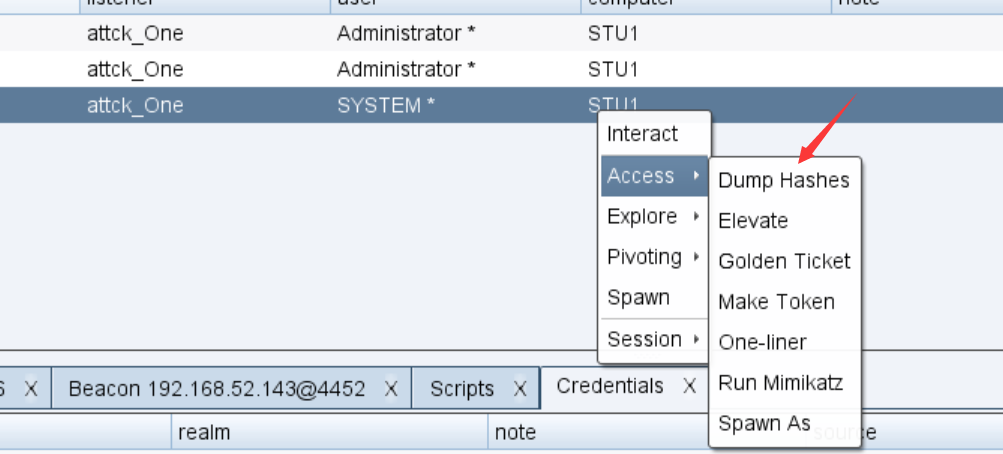 listener user computer note
attck_One Administrator * STU1
attck_One Administrator * STU1
attck_One SYSTEM * STU1
Interact
Access
Explore
Pivoting
Spawn
Session
Dump Hashes
Elevate
Golden Ticket
Make Token
One-liner
Run Mimikatz
Spawn As
X Beacon 192.168.52.143@4452 X Scripts X Credentials X
realm note source